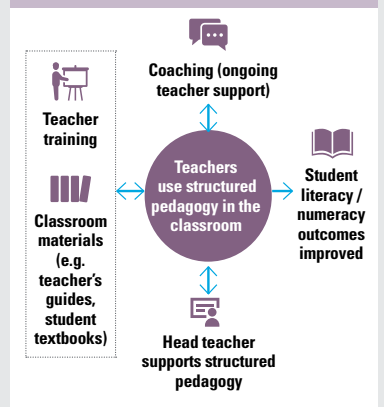 Coaching (ongoing
teacher support)
Teacher
training
Classroom
materials
(e.g.
teacher’s
guides,
student
textbooks)
Teachers
use structured
pedagogy in the
classroom
Student
literacy /
numeracy
outcomes
improved
Head teacher
supports structured
pedagogy